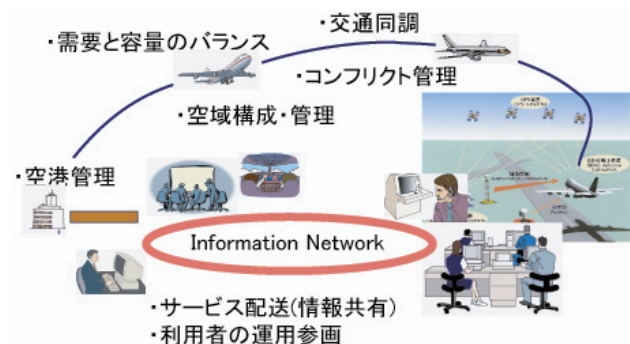 ・交通同調
・需要と容量のバランス
・コンフリクト管理
・空域構成・管理
・空港管理
Information Network
・サービス配送(情報共有)
・利用者の運用参画